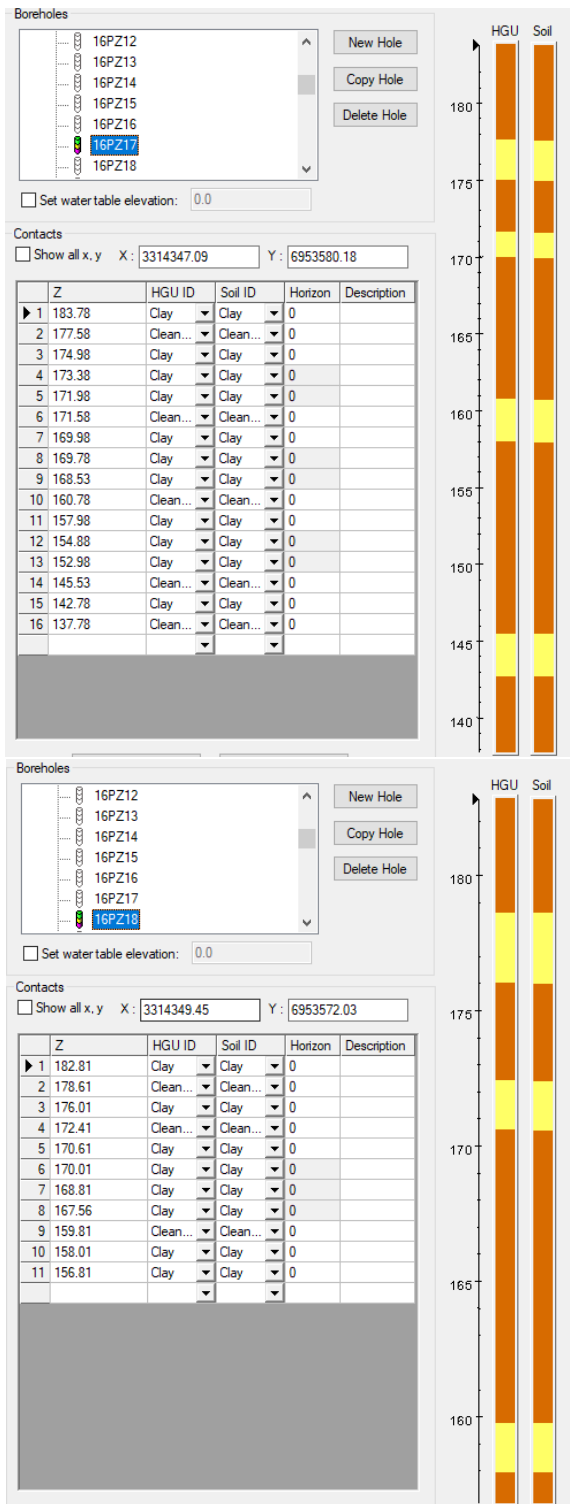 Boreholes
16PZ12
16PZ13
16PZ14
16PZ15
16PZ16
16PZ17
16PZ18
New Hole
Copy Hole
Delete Hole
Set water table elevation: 0.0
Contacts
Show all x, y X : 3314347.09 Y : 6953580.18
Z HGU ID Soil ID Horizon Description
1 183.78 Clay Clay 0
2 177.58 Clean... Clean... 0
3 174.98 Clay Clay 0
4 173.38 Clay Clay 0
5 171.98 Clay Clay 0
6 171.58 Clean... Clean... 0
7 169.98 Clay Clay 0
8 169.78 Clay Clay 0
9 168.53 Clay Clay 0
10 160.78 Clean... Clean... 0
11 157.98 Clay Clay 0
12 154.88 Clay Clay 0
13 152.98 Clay Clay 0
14 145.53 Clean... Clean... 0
15 142.78 Clay Clay 0
16 137.78 Clean... Clean... 0
HGU Soil
180
175
170
165
160
155
150
145
140
Boreholes
16PZ12
16PZ13
16PZ14
16PZ15
16PZ16
16PZ17
16PZ18
New Hole
Copy Hole
Delete Hole
Set water table elevation: 0.0
Contacts
Show all x, y X : 3314349.45 Y : 6953572.03
Z HGU ID Soil ID Horizon Description
1 182.81 Clay Clay 0
2 178.61 Clean... Clean... 0
3 176.01 Clay Clay 0
4 172.41 Clean... Clean... 0
5 170.61 Clay Clay 0
6 170.01 Clay Clay 0
7 168.81 Clay Clay 0
8 167.56 Clay Clay 0
9 159.81 Clean... Clean... 0
10 158.01 Clay Clay 0
11 156.81 Clay Clay 0
HGU Soil
180
175
170
165
160